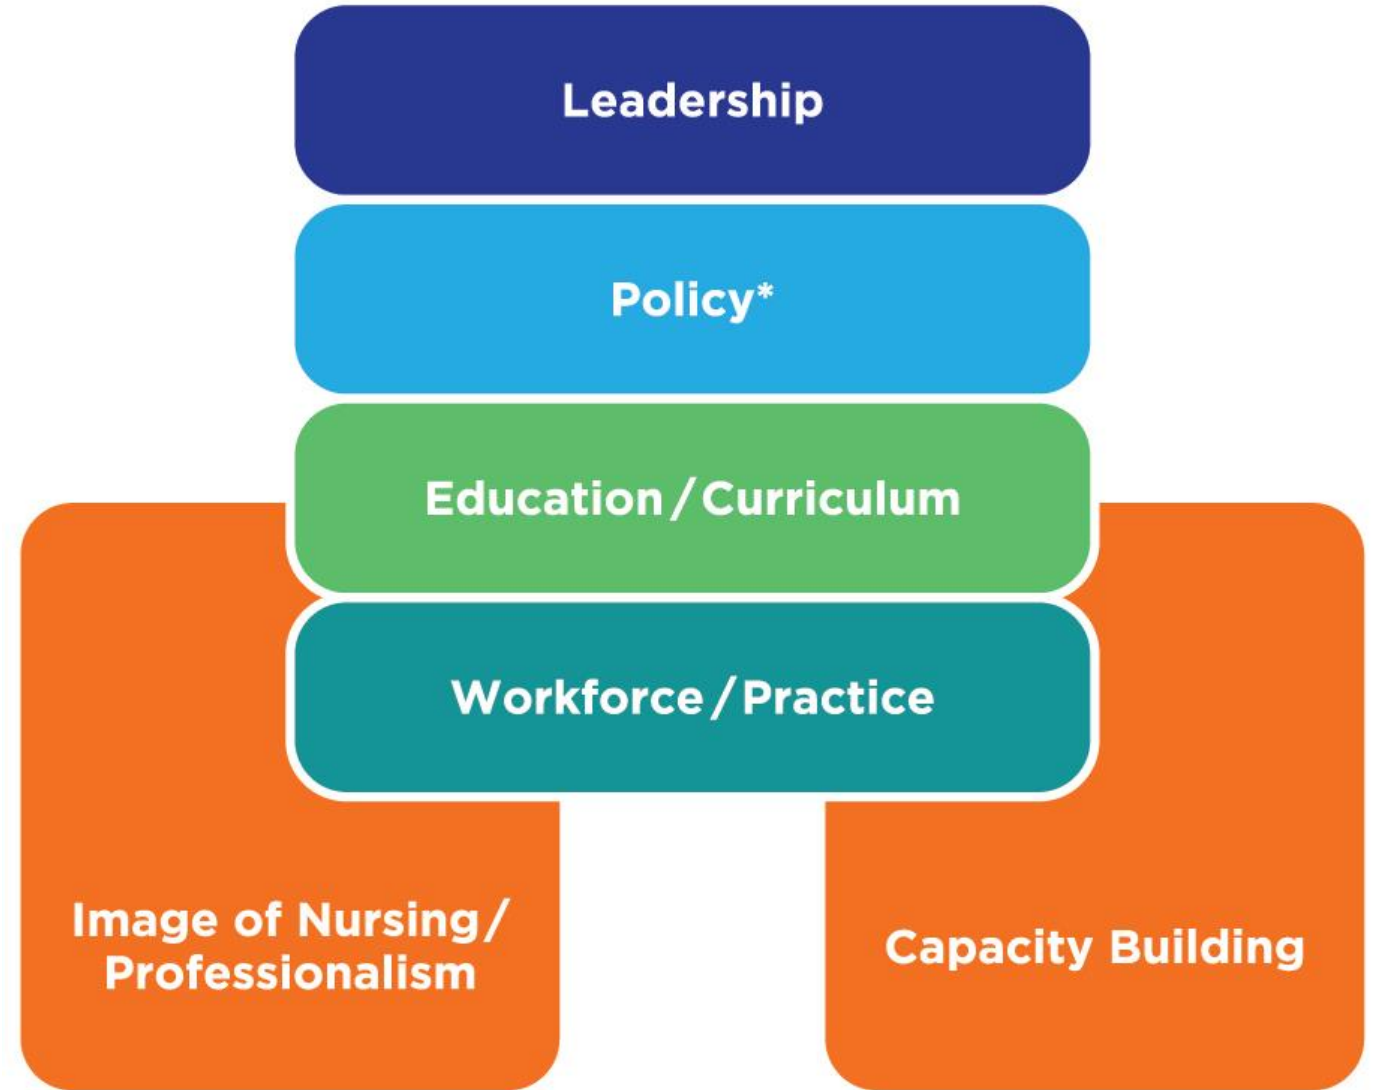 Leadership
Policy*
Education/Curriculum
Workforce/Practice
Image of Nursing/
Professionalism
Capacity Building